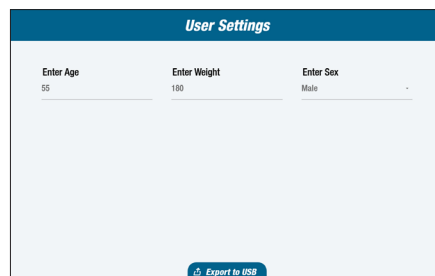 User Settings
Enter Age Enter Weight Enter Sex
55 180 Male
Export to USB